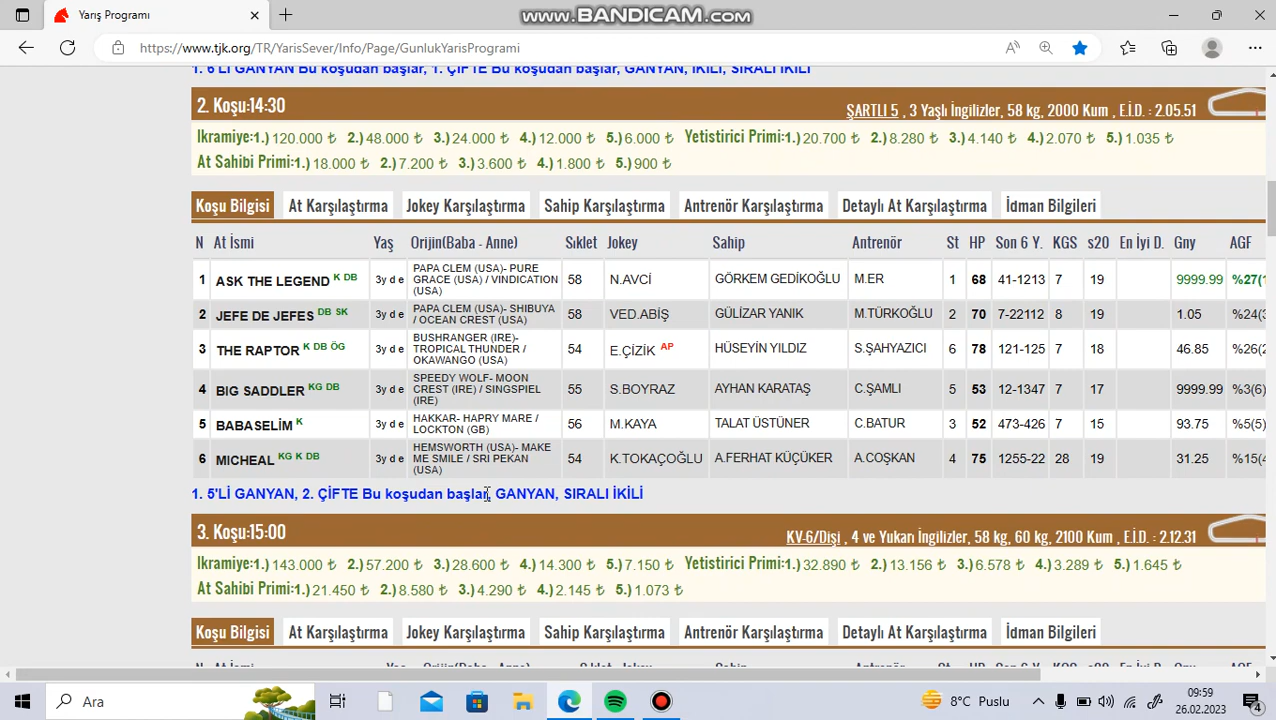 Yarış Programı
www.BANDICAM.com
https://www.tjk.org/TR/YarisSever/Info/Page/GunlukYarisProgrami
1. 6'LI GANYAN Bu koşudan başlar, 1. ÇİFTE Bu koşudan başlar, GANYAN, İKİLİ, SIRALI İKİLİ
2. Koşu:14:30
ŞARTLI 5 , 3 Yaşlı İngilizler, 58 kg, 2000 Kum , E.İ.D. : 2.05.51
Ikramiye:1.) 120.000 ₺ 2.) 48.000 ₺ 3.) 24.000 ₺ 4.) 12.000 ₺ 5.) 6.000 ₺ Yetistirici Primi:1.) 20.700 ₺ 2.) 8.280 ₺ 3.) 4.140 ₺ 4.) 2.070 ₺ 5.) 1.035 ₺
At Sahibi Primi:1.) 18.000 ₺ 2.) 7.200 ₺ 3.) 3.600 ₺ 4.) 1.800 ₺ 5.) 900 ₺
Koşu Bilgisi At Karşılaştırma Jokey Karşılaştırma Sahip Karşılaştırma Antrenör Karşılaştırma Detaylı At Karşılaştırma İdman Bilgileri
N At İsmi Yaş Orijin(Baba - Anne) Sıklet Jokey Sahip Antrenör St HP Son 6 Y. KGS s20 En İyi D. Gny AGF
1 ASK THE LEGEND K DB 3y d e PAPA CLEM (USA)- PURE GRACE (USA) / VINDICATION (USA) 58 N.AVCİ GÖRKEM GEDİKOĞLU M.ER 1 68 41-1213 7 19 9999.99 %27(1
2 JEFE DE JEFES DB SK 3y d e PAPA CLEM (USA)- SHIBUYA / OCEAN CREST (USA) 58 VED.ABİŞ GÜLİZAR YANIK M.TÜRKOĞLU 2 70 7-22112 8 19 1.05 %24(3
3 THE RAPTOR K DB ÖG 3y d e BUSHRANGER (IRE)- TROPICAL THUNDER / OKAWANGO (USA) 54 E.ÇİZİK AP HÜSEYİN YILDIZ S.ŞAHYAZICI 6 78 121-125 7 18 46.85 %26(2
4 BIG SADDLER KG DB 3y d e SPEEDY WOLF- MOON CREST (IRE) / SINGSPIEL (IRE) 55 S.BOYRAZ AYHAN KARATAŞ C.ŞAMLI 5 53 12-1347 7 17 9999.99 %3(6)
5 BABASELİM K 3y d e HAKKAR- HAPRY MARE / LOCKTON (GB) 56 M.KAYA TALAT ÜSTÜNER C.BATUR 3 52 473-426 7 15 93.75 %5(5)
6 MICHEAL KG K DB 3y d e HEMSWORTH (USA)- MAKE ME SMILE / SRI PEKAN (USA) 54 K.TOKAÇOĞLU A.FERHAT KÜÇÜKER A.COŞKAN 4 75 1255-22 28 19 31.25 %15(4
1. 5'Lİ GANYAN, 2. ÇİFTE Bu koşudan başlar, GANYAN, SIRALI İKİLİ
3. Koşu:15:00
KV-6/Dişi , 4 ve Yukarı İngilizler, 58 kg, 60 kg, 2100 Kum , E.İ.D. : 2.12.31
Ikramiye:1.) 143.000 ₺ 2.) 57.200 ₺ 3.) 28.600 ₺ 4.) 14.300 ₺ 5.) 7.150 ₺ Yetistirici Primi:1.) 32.890 ₺ 2.) 13.156 ₺ 3.) 6.578 ₺ 4.) 3.289 ₺ 5.) 1.645 ₺
At Sahibi Primi:1.) 21.450 ₺ 2.) 8.580 ₺ 3.) 4.290 ₺ 4.) 2.145 ₺ 5.) 1.073 ₺
Koşu Bilgisi At Karşılaştırma Jokey Karşılaştırma Sahip Karşılaştırma Antrenör Karşılaştırma Detaylı At Karşılaştırma İdman Bilgileri
Ara
8°C Puslu
09:59
26.02.2023
4